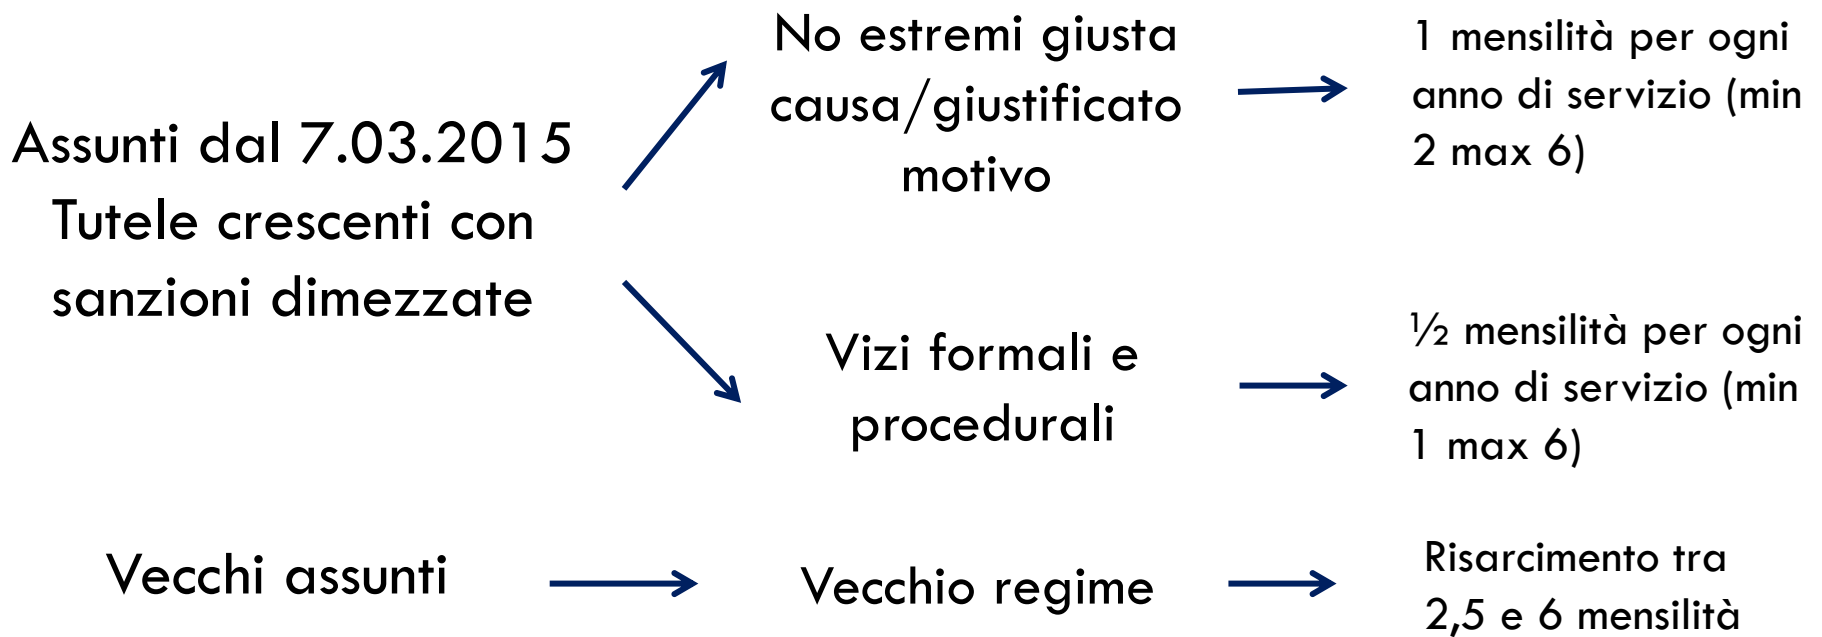 Assunti dal 7.03.2015
Tutele crescenti con
sanzioni dimezzate
No estremi giusta
causa/giustificato
motivo
1 mensilità per ogni
anno di servizio (min
2 max 6)
Vizi formali e
procedurali
½ mensilità per ogni
anno di servizio (min
1 max 6)
Vecchi assunti
Vecchio regime
Risarcimento tra
2,5 e 6 mensilità